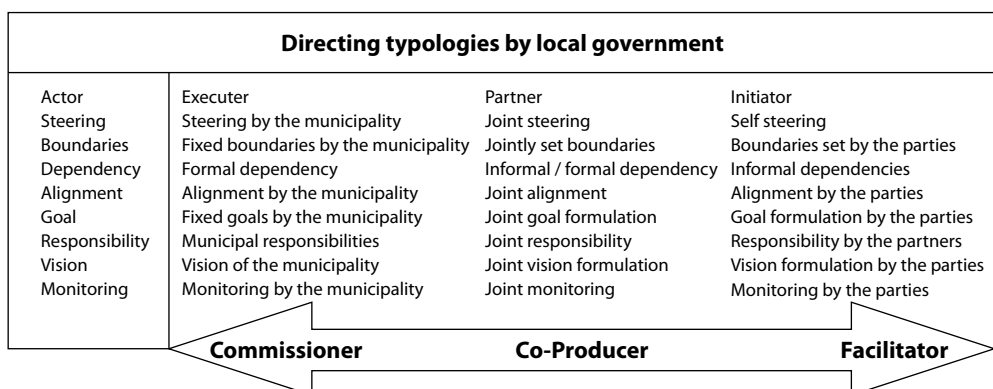 Directing typologies by local government
Actor Executer Partner Initiator
Steering Steering by the municipality Joint steering Self steering
Boundaries Fixed boundaries by the municipality Jointly set boundaries Boundaries set by the parties
Dependency Formal dependency Informal / formal dependency Informal dependencies
Alignment Alignment by the municipality Joint alignment Alignment by the parties
Goal Fixed goals by the municipality Joint goal formulation Goal formulation by the parties
Responsibility Municipal responsibilities Joint responsibility Responsibility by the partners
Vision Vision of the municipality Joint vision formulation Vision formulation by the parties
Monitoring Monitoring by the municipality Joint monitoring Monitoring by the parties
Commissioner Co-Producer Facilitator